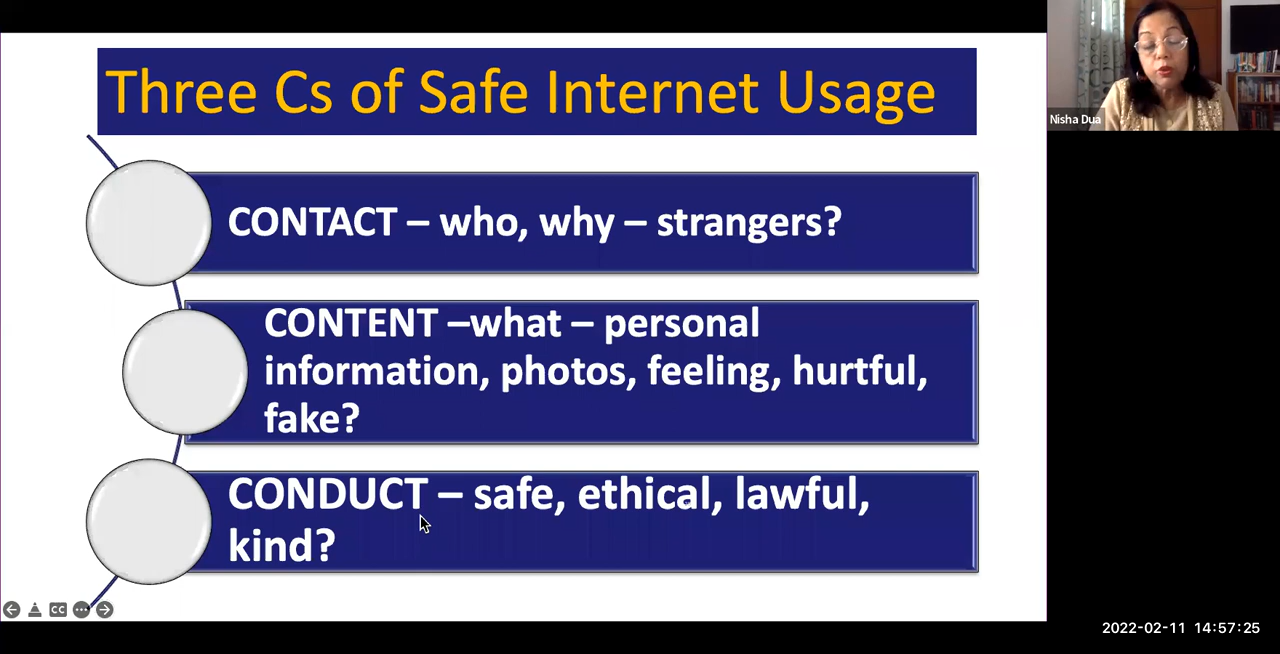 Three Cs of Safe Internet Usage
CONTACT – who, why – strangers?
CONTENT –what – personal
information, photos, feeling, hurtful,
fake?
CONDUCT – safe, ethical, lawful,
kind?
Nisha Dua
CC
2022-02-11 14:57:25